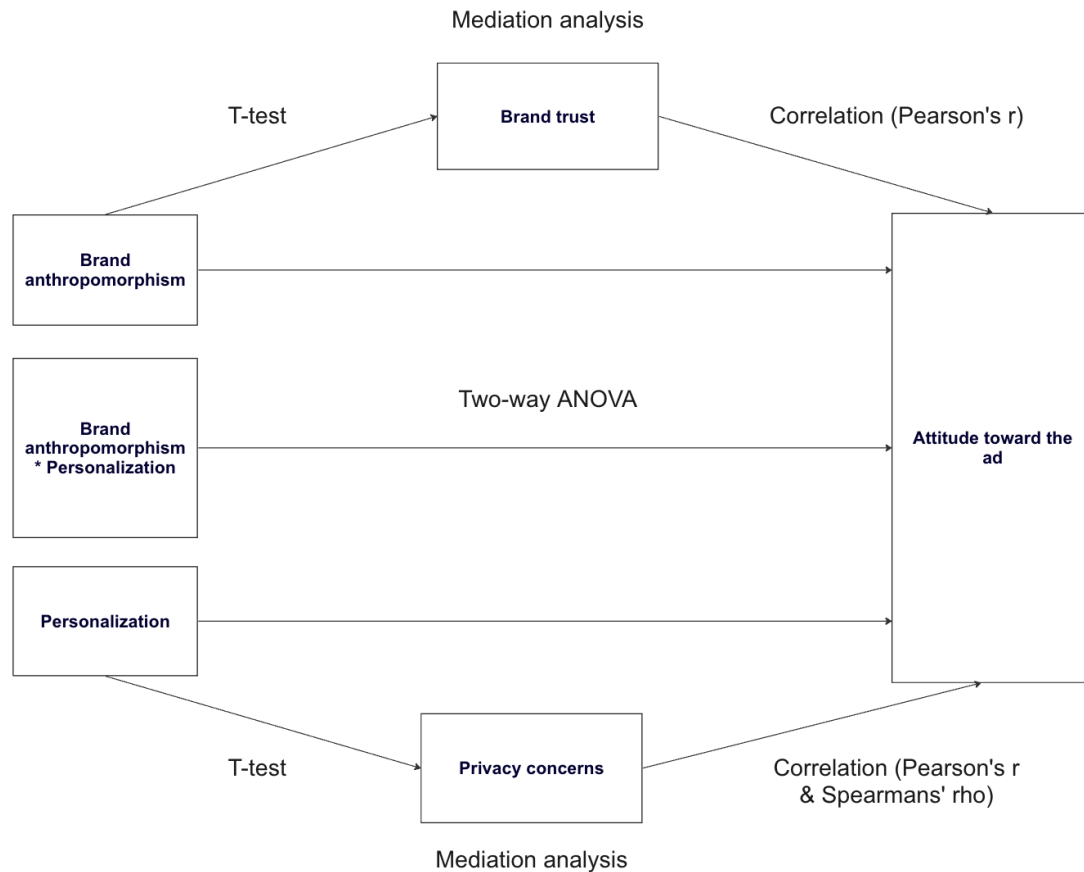 Mediation analysis
T-test
Brand trust
Correlation (Pearson's r)
Brand
anthropomorphism
Brand
anthropomorphism
* Personalization
Two-way ANOVA
Attitude toward the
ad
Personalization
T-test
Privacy concerns
Correlation (Pearson's r
& Spearmans' rho)
Mediation analysis